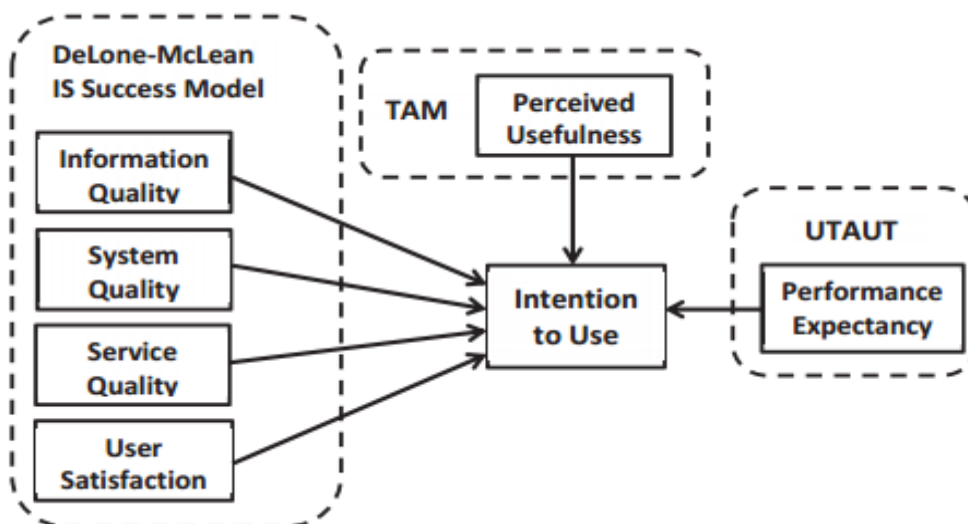 DeLone-McLean
IS Success Model
Information
Quality
System
Quality
Service
Quality
User
Satisfaction
TAM
Perceived
Usefulness
Intention
to Use
UTAUT
Performance
Expectancy